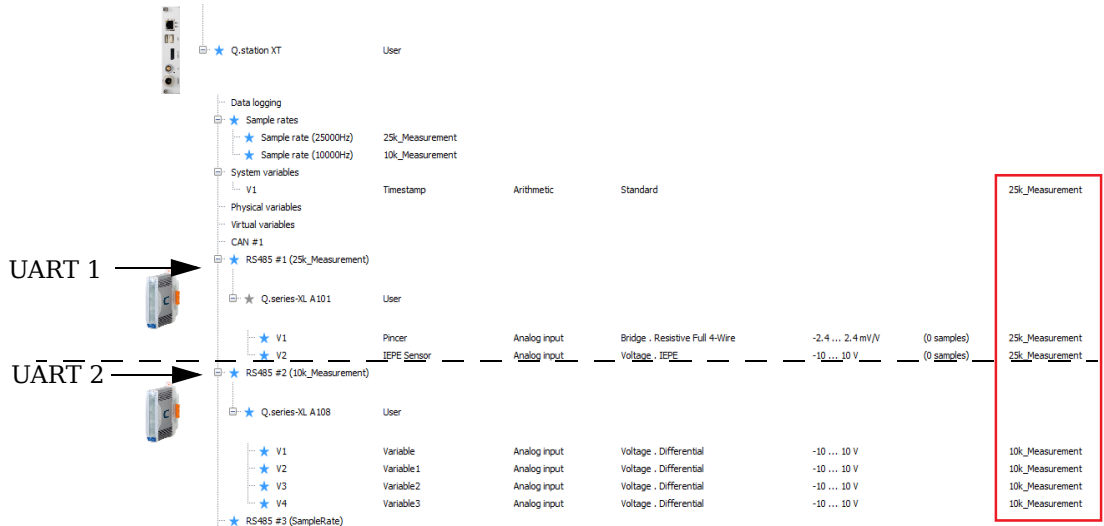 Q.station XT User
Data logging
Sample rates
Sample rate (25000Hz) 25k_Measurement
Sample rate (10000Hz) 10k_Measurement
System variables
V1 Timestamp Arithmetic Standard 25k_Measurement
Physical variables
Virtual variables
CAN #1
UART 1
RS485 #1 (25k_Measurement)
Q.series-XL A101 User
V1 Pincer Analog input Bridge . Resistive Full 4-Wire -2.4 ... 2.4 mV/V (0 samples) 25k_Measurement
V2 IEPE Sensor Analog input Voltage . IEPE -10 ... 10 V (0 samples) 25k_Measurement
UART 2
RS485 #2 (10k_Measurement)
Q.series-XL A108 User
V1 Variable Analog input Voltage . Differential -10 ... 10 V 10k_Measurement
V2 Variable1 Analog input Voltage . Differential -10 ... 10 V 10k_Measurement
V3 Variable2 Analog input Voltage . Differential -10 ... 10 V 10k_Measurement
V4 Variable3 Analog input Voltage . Differential -10 ... 10 V 10k_Measurement
RS485 #3 (SampleRate)